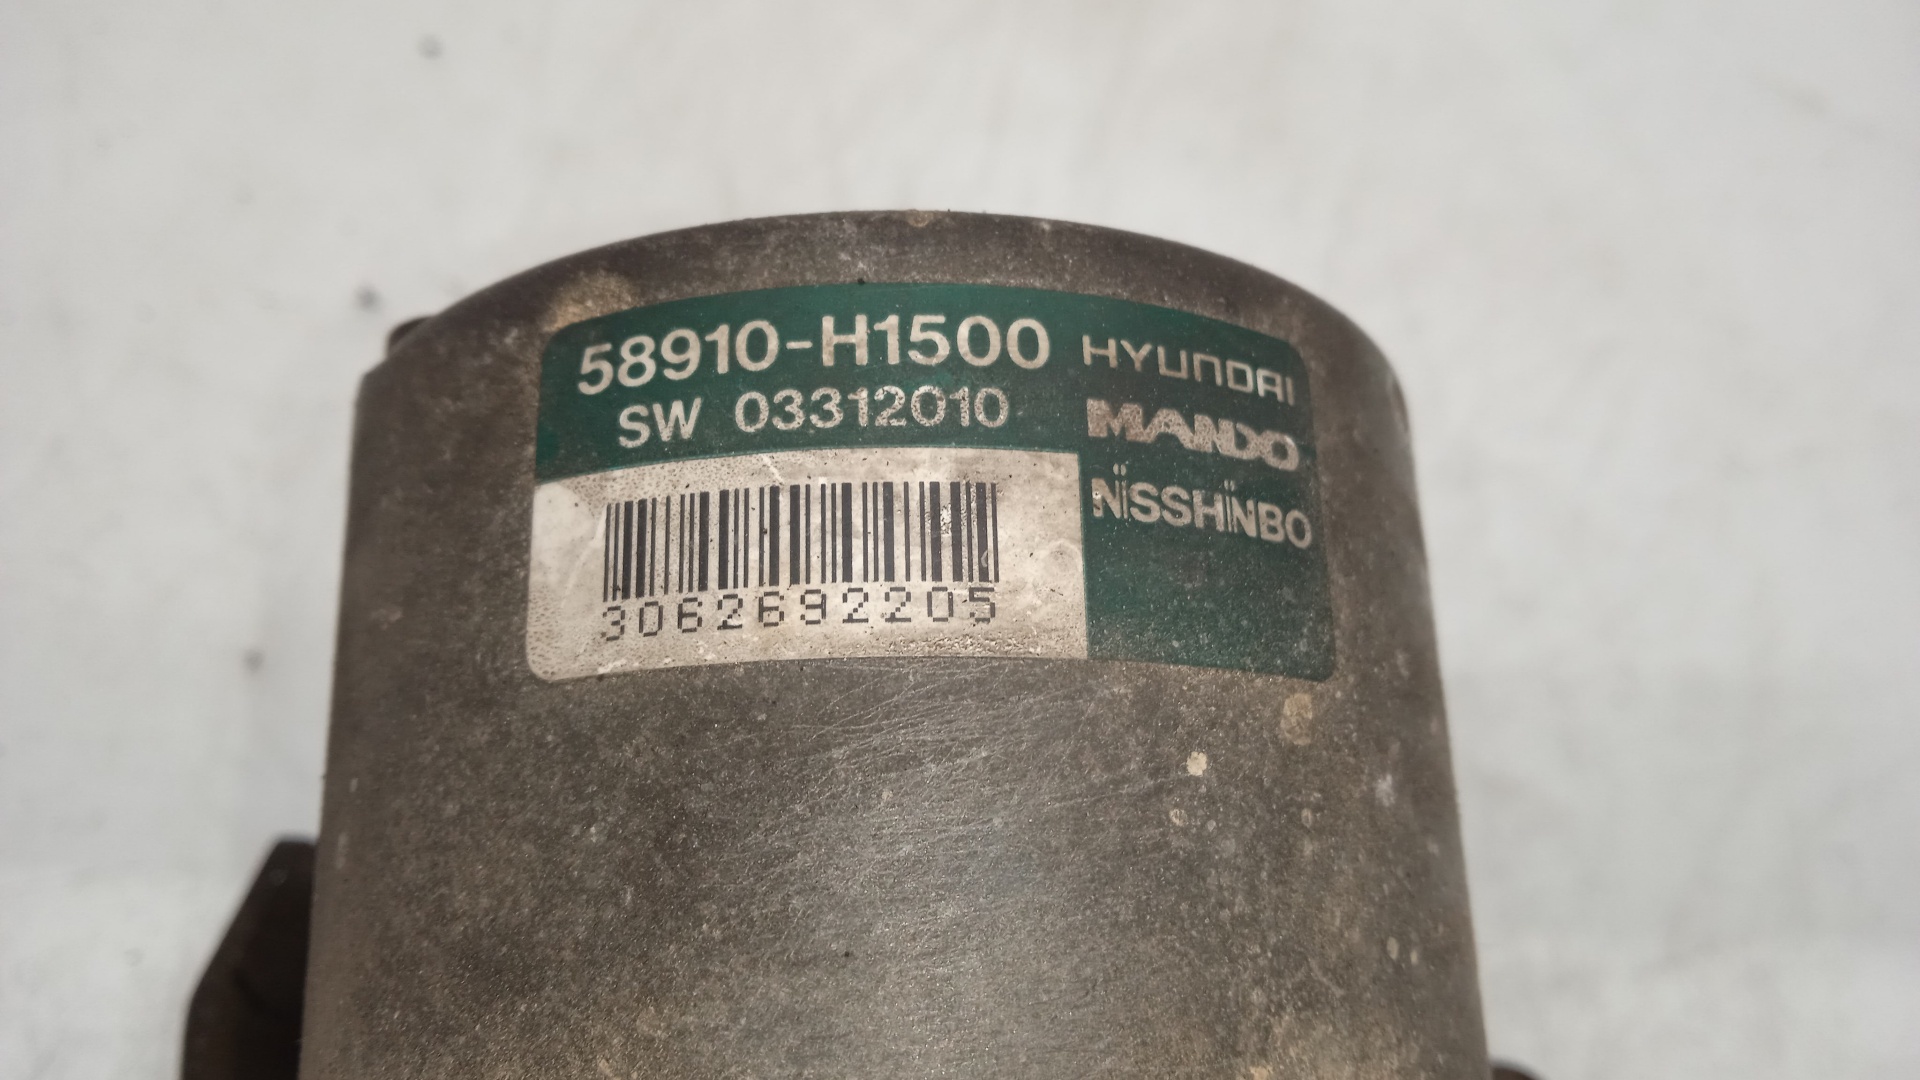 58910-H1500
SW 03312010
HYUNDAI
MANDO
NISSHINBO
3062692205